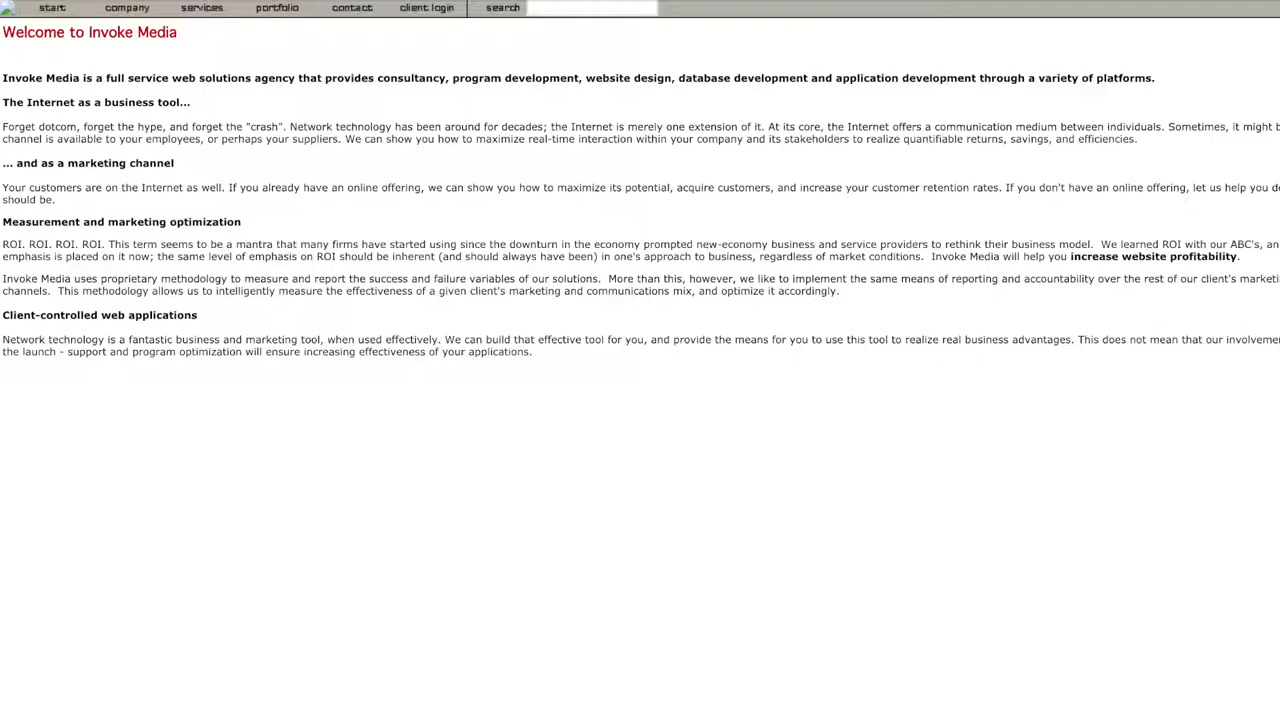 start company services portfolio contact client login search
Welcome to Invoke Media
Invoke Media is a full service web solutions agency that provides consultancy, program development, website design, database development and application development through a variety of platforms.
The Internet as a business tool...
Forget dotcom, forget the hype, and forget the "crash". Network technology has been around for decades; the Internet is merely one extension of it. At its core, the Internet offers a communication medium between individuals. Sometimes, it might
channel is available to your employees, or perhaps your suppliers. We can show you how to maximize real-time interaction within your company and its stakeholders to realize quantifiable returns, savings, and efficiencies.
... and as a marketing channel
Your customers are on the Internet as well. If you already have an online offering, we can show you how to maximize its potential, acquire customers, and increase your customer retention rates. If you don't have an online offering, let us help you
should be.
Measurement and marketing optimization
ROI. ROI. ROI. ROI. This term seems to be a mantra that many firms have started using since the downturn in the economy prompted new-economy business and service providers to rethink their business model. We learned ROI with our ABC's, an
emphasis is placed on it now; the same level of emphasis on ROI should be inherent (and should always have been) in one's approach to business, regardless of market conditions. Invoke Media will help you increase website profitability.
Invoke Media uses proprietary methodology to measure and report the success and failure variables of our solutions. More than this, however, we like to implement the same means of reporting and accountability over the rest of our client's marketi
channels. This methodology allows us to intelligently measure the effectiveness of a given client's marketing and communications mix, and optimize it accordingly.
Client-controlled web applications
Network technology is a fantastic business and marketing tool, when used effectively. We can build that effective tool for you, and provide the means for you to use this tool to realize real business advantages. This does not mean that our involveme
the launch - support and program optimization will ensure increasing effectiveness of your applications.